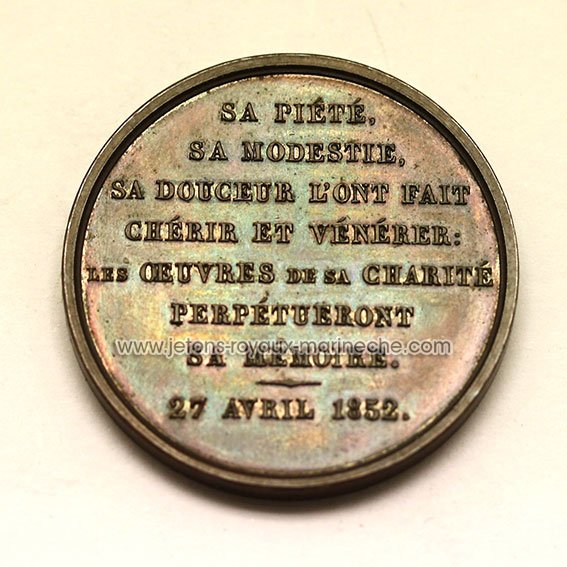 SA PIÉTÉ,
SA MODESTIE,
SA DOUCEUR L'ONT FAIT
CHÉRIR ET VÉNÉRER:
LES ŒUVRES DE SA CHARITÉ
PERPÉTUERONT
www.jetons-royaux-marineche.com
SA MÉMOIRE.
27 AVRIL 1852.